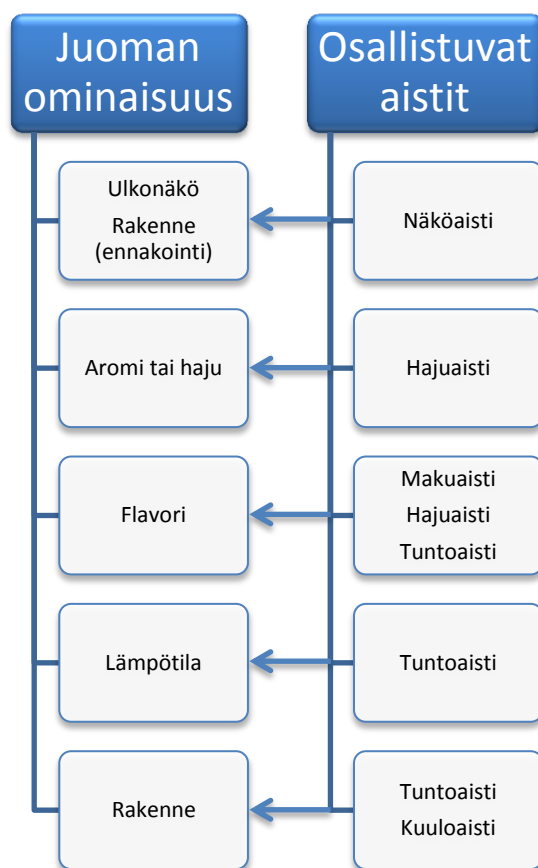 Juoman
ominaisuus
Osallistuvat
aistit
Ulkonäkö
Rakenne
(ennakointi)
Näköaisti
Aromi tai haju
Hajuaisti
Flavori
Makuaisti
Hajuaisti
Tuntoaisti
Lämpötila
Tuntoaisti
Rakenne
Tuntoaisti
Kuuloaisti